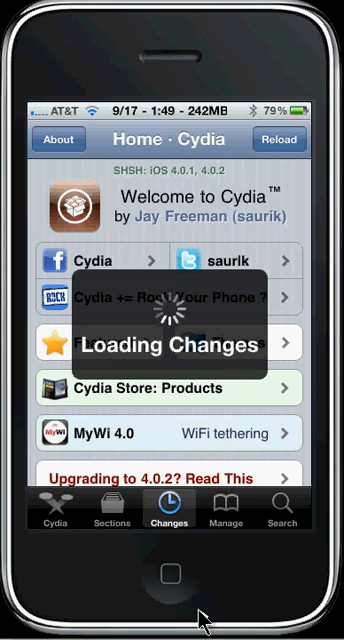 AT&T 9/17 - 1:49 - 242MB 79%
About Home · Cydia Reload
SHSH: iOS 4.0.1, 4.0.2
Welcome to Cydia™
by Jay Freeman (saurik)
Cydia saurik
ROCK Cydia += Rock Your Phone ?
Loading Changes
Cydia Store: Products
MyWi MyWi 4.0 WiFi tethering
Upgrading to 4.0.2? Read This
Cydia Sections Changes Manage Search